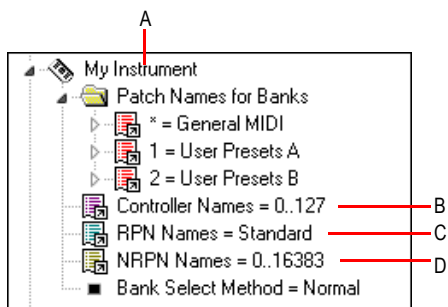 A
My Instrument
Patch Names for Banks
* = General MIDI
1 = User Presets A
2 = User Presets B
Controller Names = 0..127 B
RPN Names = Standard C
NRPN Names = 0..16383 D
Bank Select Method = Normal